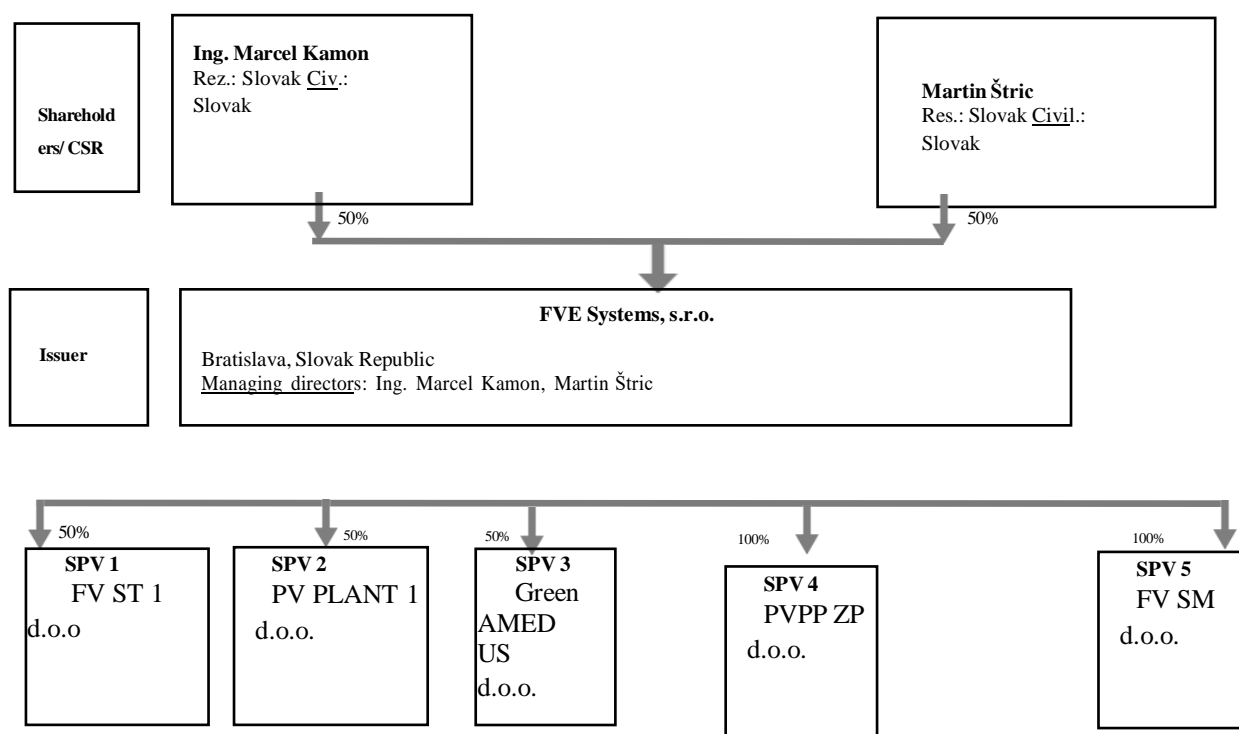 Sharehold
ers/ CSR
Ing. Marcel Kamon
Rez.: Slovak Civ.:
Slovak
Martin Štric
Res.: Slovak Civil.:
Slovak
50%
50%
Issuer
FVE Systems, s.r.o.
Bratislava, Slovak Republic
Managing directors: Ing. Marcel Kamon, Martin Štric
50%
50%
50%
100%
100%
SPV 1
FV ST 1
d.o.o
SPV 2
PV PLANT 1
d.o.o.
SPV 3
Green
AMED
US
d.o.o.
SPV 4
PVPP ZP
d.o.o.
SPV 5
FV SM
d.o.o.